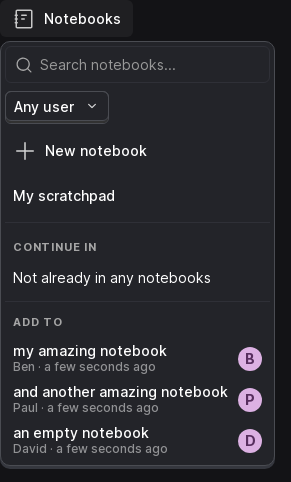 Notebooks
Search notebooks...
Any user
New notebook
My scratchpad
CONTINUE IN
Not already in any notebooks
ADD TO
my amazing notebook
Ben · a few seconds ago
B
and another amazing notebook
Paul · a few seconds ago
P
an empty notebook
David · a few seconds ago
D